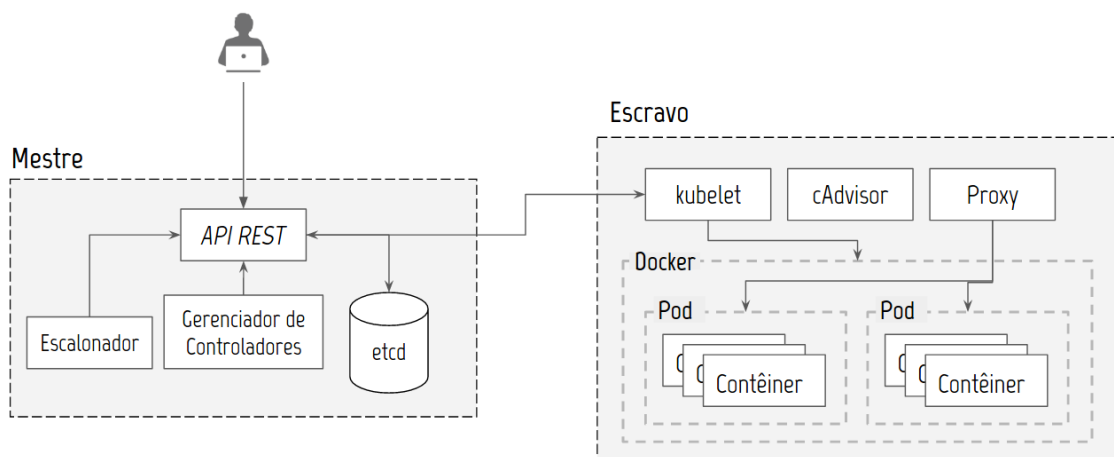 Escravo
Mestre
kubelet
cAdvisor
Proxy
API REST
Docker
Pod
Pod
Escalonador
Gerenciador de
Controladores
etcd
C
C
Contêiner
C
C
Contêiner